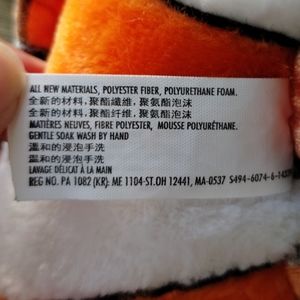 ALL NEW MATERIALS, POLYESTER FIBER, POLYURETHANE FOAM.
全新的材料，聚酯纖維，聚氨酯泡沫
全新的材料，聚酯纤维，聚氨酯泡沫
MATIÈRES NEUVES, FIBRE POLYESTER, MOUSSE POLYURÉTHANE.
GENTLE SOAK WASH BY HAND
溫和的浸泡手洗
温和的浸泡手洗
LAVAGE DÉLICAT À LA MAIN
REG NO. PA 1082 (KR): ME 1104-ST.OH 12441, MA-0537 S494-6074-6-